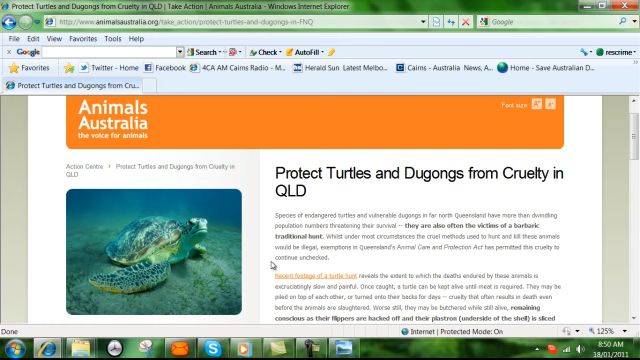 Protect Turtles and Dugongs from Cruelty in QLD | Take Action | Animals Australia - Windows Internet Explorer
http://www.animalsaustralia.org/take_action/protect-turtles-and-dugongs-in-FNQ
Google
File Edit View Favorites Tools Help
Google Search Share Check AutoFill rescrime
Favorites Twitter - Home Facebook 4CA AM Cairns Radio - M... Herald Sun Latest Melbo... Cairns - Australia News, A... Home - Save Australian D...
Protect Turtles and Dugongs from Cru...
Animals
Australia
the voice for animals
Font size A+ a-
Action Centre › Protect Turtles and Dugongs from Cruelty in
QLD
Protect Turtles and Dugongs from Cruelty in
QLD
Species of endangered turtles and vulnerable dugongs in far north Queensland have more than dwindling
population numbers threatening their survival -- they are also often the victims of a barbaric
traditional hunt. Whilst under most circumstances the cruel methods used to hunt and kill these animals
would be illegal, exemptions in Queensland's Animal Care and Protection Act has permitted this cruelty to
continue unchecked.
Recent footage of a turtle hunt reveals the extent to which the deaths endured by these animals is
excruciatingly slow and painful. Once caught, a turtle can be kept alive until meat is required. They may be
piled on top of each other, or turned onto their backs for days -- cruelty that often results in death even
before the animals are slaughtered. Worse still, they may be butchered while still alive, remaining
conscious as their flippers are hacked off and their plastron (underside of the shell) is sliced
Done Internet | Protected Mode: On 125%
8:50 AM
18/01/2011